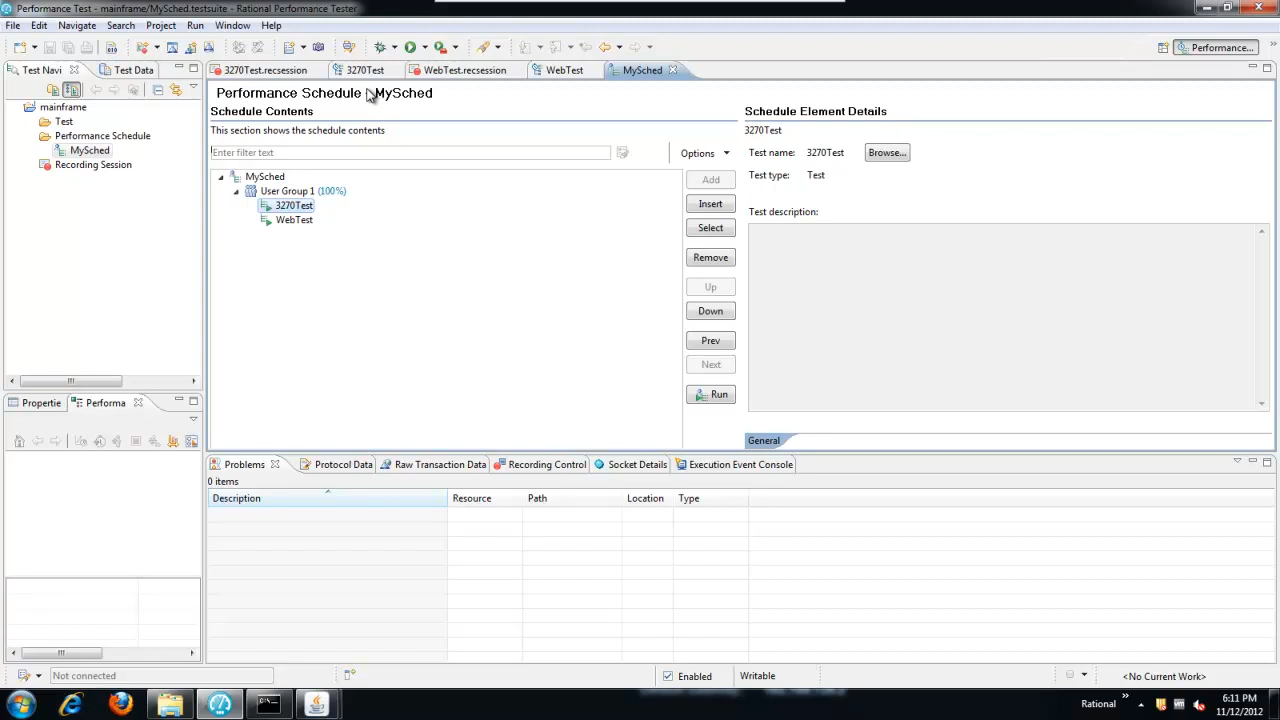 Performance Test - mainframe/MySched.testsuite - Rational Performance Tester
File Edit Navigate Search Project Run Window Help
Performance...
Test Navi Test Data
3270Test.recsession 3270Test WebTest.recsession WebTest MySched
mainframe
Test
Performance Schedule
MySched
Recording Session
Performance Schedule MySched
Schedule Contents
This section shows the schedule contents
Enter filter text
Options
MySched
User Group 1 (100%)
3270Test
WebTest
Add
Insert
Select
Remove
Up
Down
Prev
Next
Run
Schedule Element Details
3270Test
Test name: 3270Test Browse...
Test type: Test
Test description:
General
Propertie Performa
Problems Protocol Data Raw Transaction Data Recording Control Socket Details Execution Event Console
0 items
Description Resource Path Location Type
Not connected
Enabled Writable <No Current Work>
Rational
6:11 PM
11/12/2012